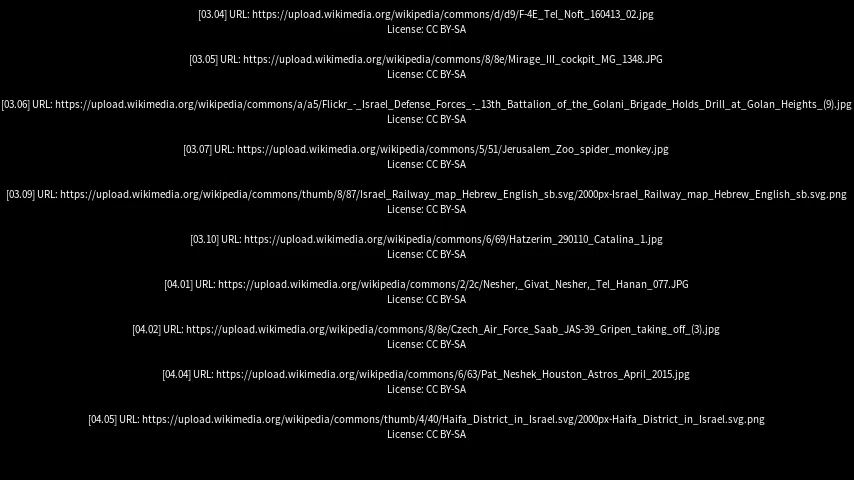 [03.04] URL: https://upload.wikimedia.org/wikipedia/commons/d/d9/F-4E_Tel_Noft_160413_02.jpg
License: CC BY-SA
[03.05] URL: https://upload.wikimedia.org/wikipedia/commons/8/8e/Mirage_III_cockpit_MG_1348.JPG
License: CC BY-SA
[03.06] URL: https://upload.wikimedia.org/wikipedia/commons/a/a5/Flickr_-_Israel_Defense_Forces_-_13th_Battalion_of_the_Golani_Brigade_Holds_Drill_at_Golan_Heights_(9).jpg
License: CC BY-SA
[03.07] URL: https://upload.wikimedia.org/wikipedia/commons/5/51/Jerusalem_Zoo_spider_monkey.jpg
License: CC BY-SA
[03.09] URL: https://upload.wikimedia.org/wikipedia/commons/thumb/8/87/Israel_Railway_map_Hebrew_English_sb.svg/2000px-Israel_Railway_map_Hebrew_English_sb.svg.png
License: CC BY-SA
[03.10] URL: https://upload.wikimedia.org/wikipedia/commons/6/69/Hatzerim_290110_Catalina_1.jpg
License: CC BY-SA
[04.01] URL: https://upload.wikimedia.org/wikipedia/commons/2/2c/Nesher,_Givat_Nesher,_Tel_Hanan_077.JPG
License: CC BY-SA
[04.02] URL: https://upload.wikimedia.org/wikipedia/commons/8/8e/Czech_Air_Force_Saab_JAS-39_Gripen_taking_off_(3).jpg
License: CC BY-SA
[04.04] URL: https://upload.wikimedia.org/wikipedia/commons/6/63/Pat_Neshek_Houston_Astros_April_2015.jpg
License: CC BY-SA
[04.05] URL: https://upload.wikimedia.org/wikipedia/commons/thumb/4/40/Haifa_District_in_Israel.svg/2000px-Haifa_District_in_Israel.svg.png
License: CC BY-SA